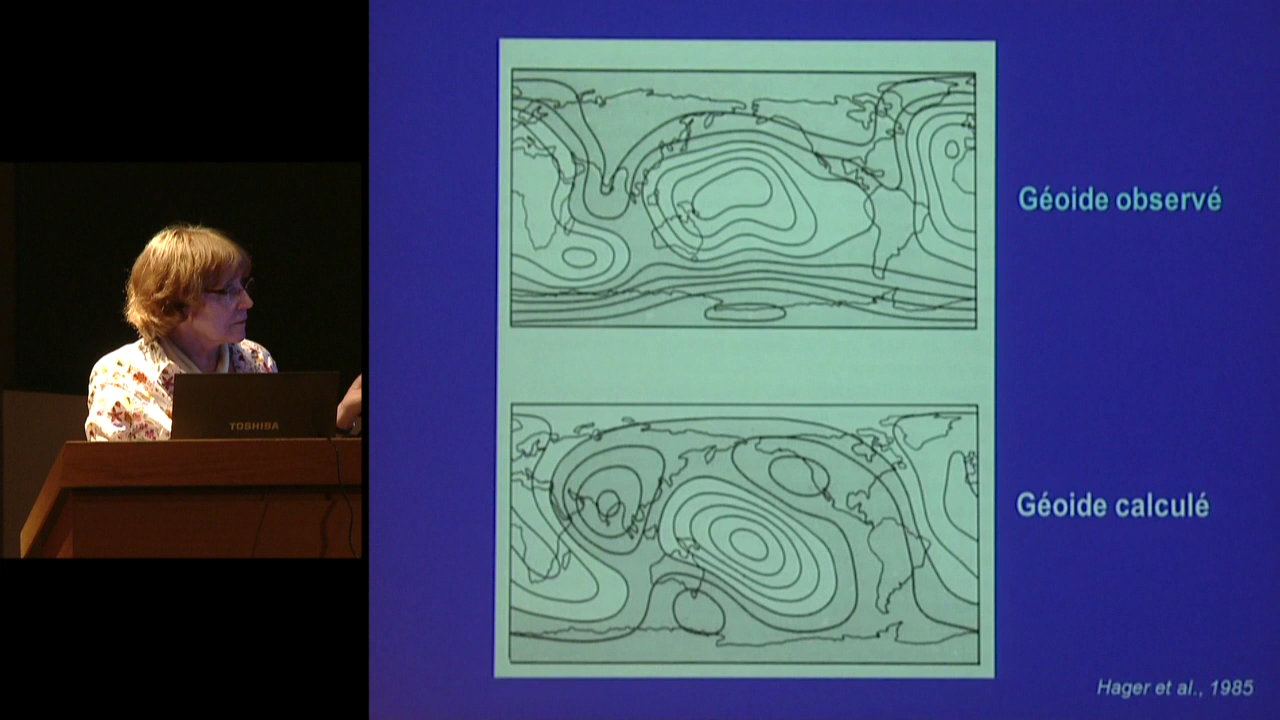 Géoide observé
TOSHIBA
Géoide calculé
Hager et al., 1985